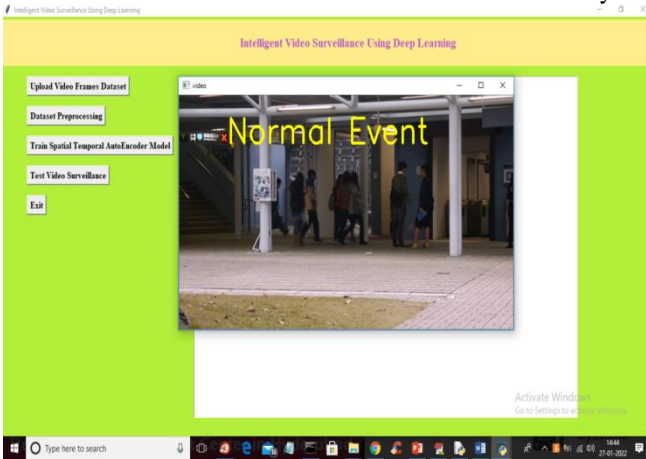 Intelligent Video Surveillance Using Deep Learning
Intelligent Video Surveillance Using Deep Learning
Upload Video Frames Dataset
video
Dataset Preprocessing
Normal Event
Train Spatial Temporal AutoEncoder Model
Test Video Surveillance
Exit
Activate Windows
Go to Settings to activate Windows.
Type here to search
14:44
27-01-2022